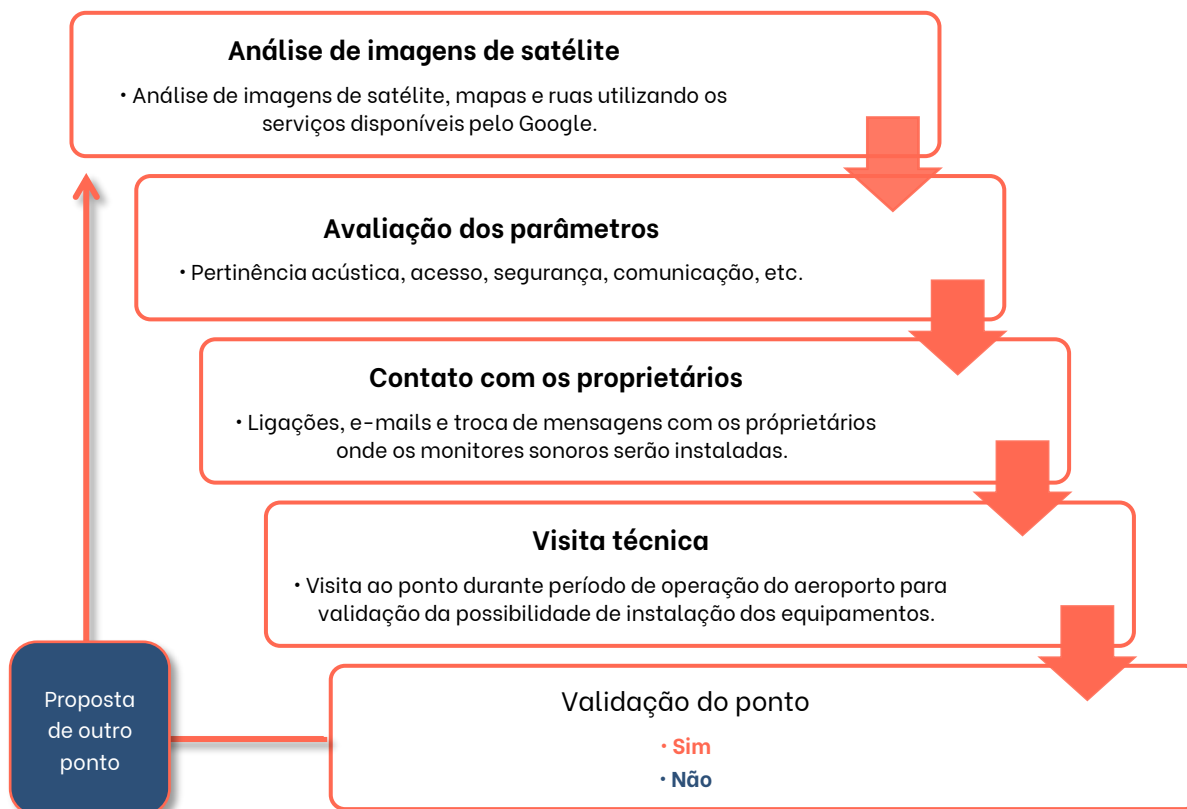 Análise de imagens de satélite
• Análise de imagens de satélite, mapas e ruas utilizando os
serviços disponíveis pelo Google.
Avaliação dos parâmetros
• Pertinência acústica, acesso, segurança, comunicação, etc.
Contato com os proprietários
• Ligações, e-mails e troca de mensagens com os próprietários
onde os monitores sonoros serão instaladas.
Visita técnica
• Visita ao ponto durante período de operação do aeroporto para
validação da possibilidade de instalação dos equipamentos.
Validação do ponto
• Sim
• Não
Proposta
de outro
ponto